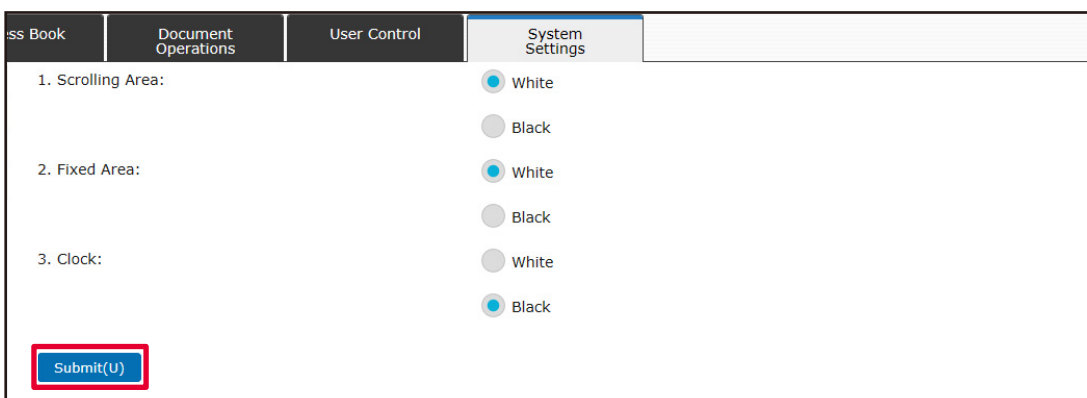 ss Book
Document
Operations
User Control
System
Settings
1. Scrolling Area:
White
Black
2. Fixed Area:
White
Black
3. Clock:
White
Black
Submit(U)